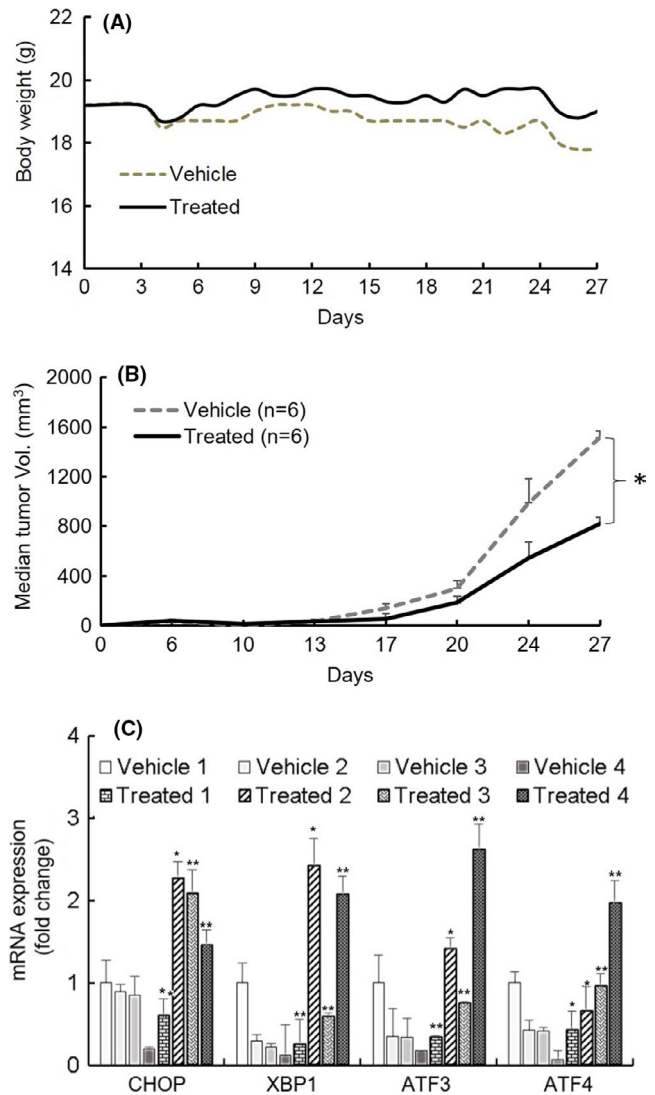 (A)
22
20
18
16
14
Body weight (g)
Vehicle
Treated
0 3 6 9 12 15 18 21 24 27
Days
(B)
2000
1600
1200
800
400
0
Median tumor Vol. (mm³)
Vehicle (n=6)
Treated (n=6)
*
0 6 10 13 17 20 24 27
Days
(C)
4
3
2
1
0
mRNA expression
(fold change)
Vehicle 1 Vehicle 2 Vehicle 3 Vehicle 4
Treated 1 Treated 2 Treated 3 Treated 4
** * ** ** ** * ** ** ** * ** * * ** **
CHOP XBP1 ATF3 ATF4